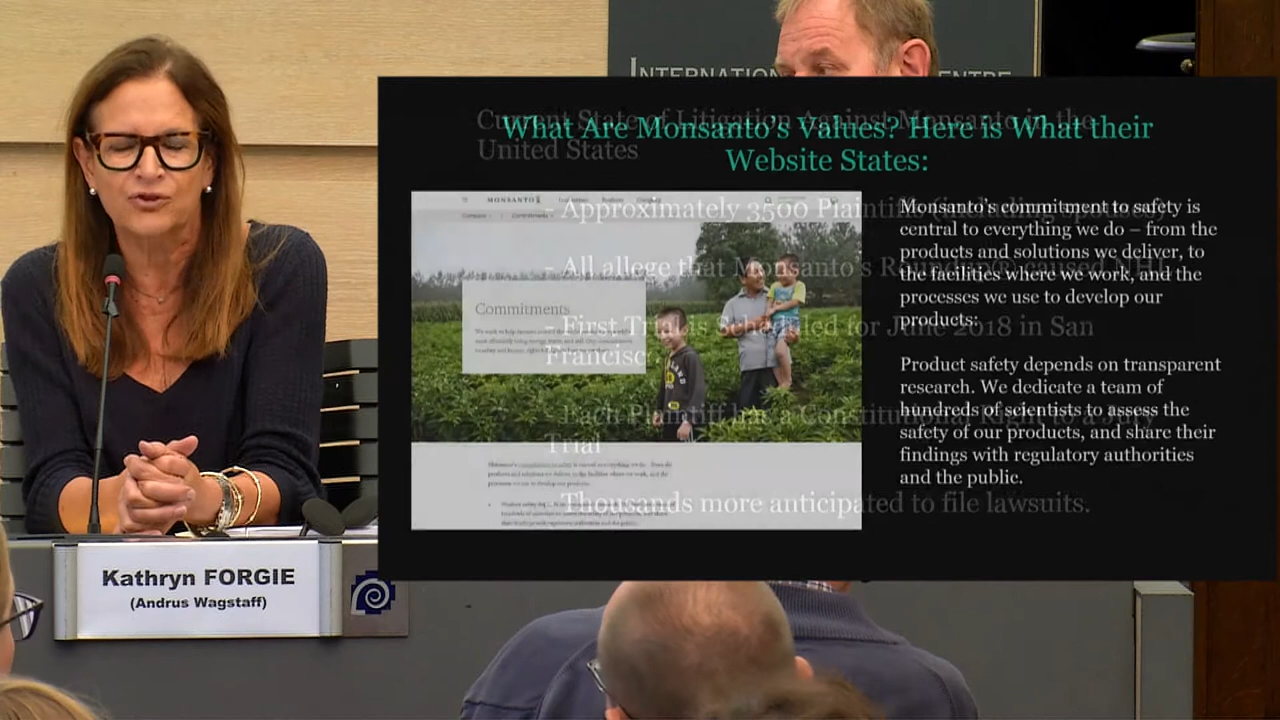 INTERNATION
ENTRE
What Are Monsanto's Values? Here is What their
Website States:
Current State of Litigation Against Monsanto in the
United States
MONSANTO
Commitments
Monsanto's commitment to safety is
central to everything we do – from the
products and solutions we deliver, to
the facilities where we work, and the
processes we use to develop our
products:
Product safety depends on transparent
research. We dedicate a team of
hundreds of scientists to assess the
safety of our products, and share their
findings with regulatory authorities
and the public.
- Approximately 3500 Plaintiffs (including spouses)
- All allege that Monsanto's Roundup caused NHL
- First Trial is Scheduled for June 2018 in San
Francisco
- Each Plaintiff has a Constitutional Right to a Jury
Trial
Thousands more anticipated to file lawsuits.
Kathryn FORGIE
(Andrus Wagstaff)